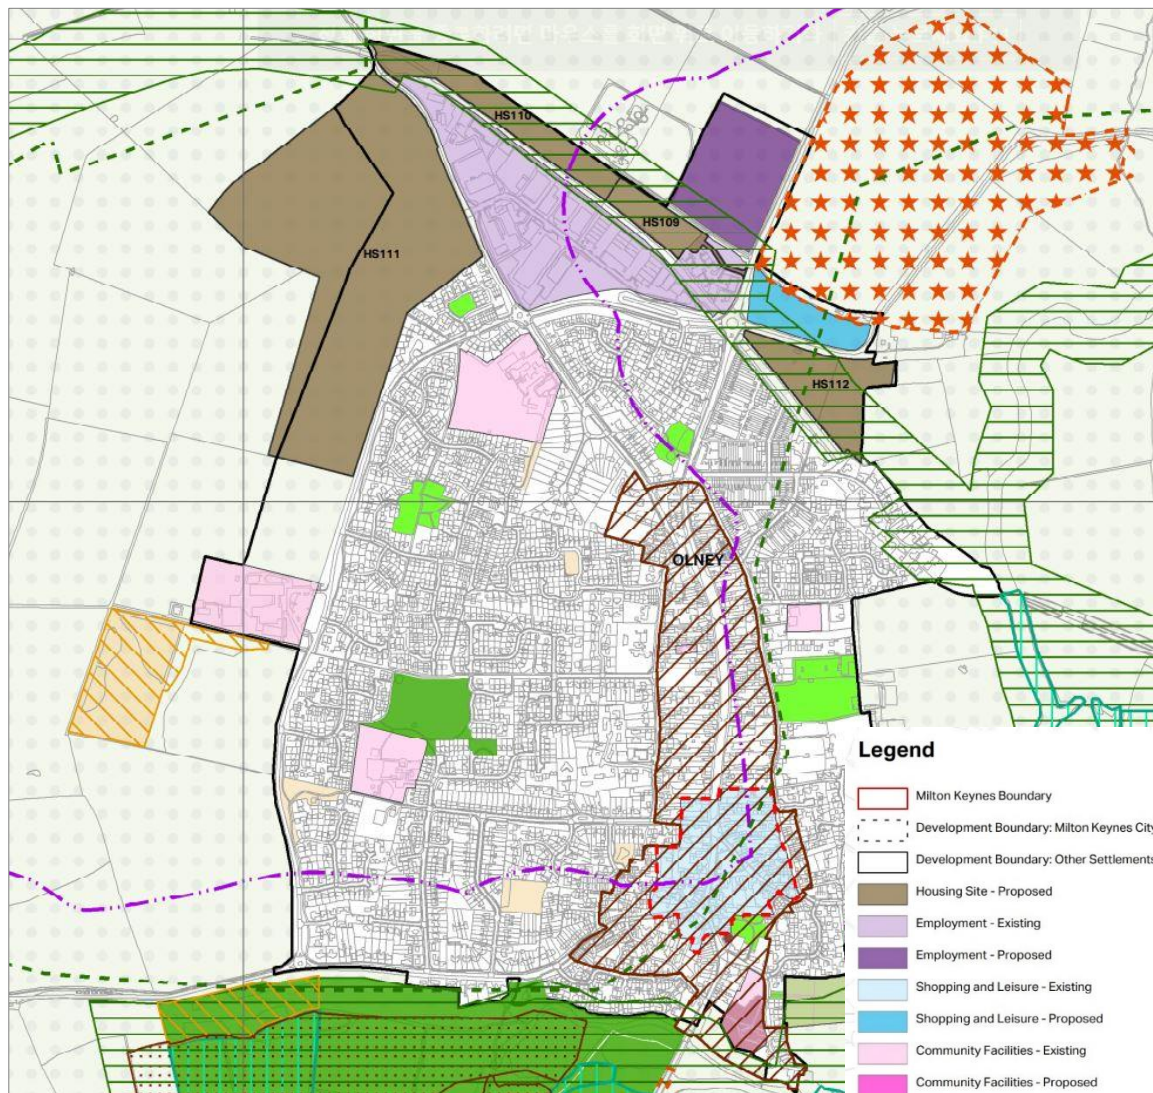 HS110
HS109
HS111
HS112
OLNEY
Legend
Milton Keynes Boundary
Development Boundary: Milton Keynes City
Development Boundary: Other Settlements
Housing Site - Proposed
Employment - Existing
Employment - Proposed
Shopping and Leisure - Existing
Shopping and Leisure - Proposed
Community Facilities - Existing
Community Facilities - Proposed